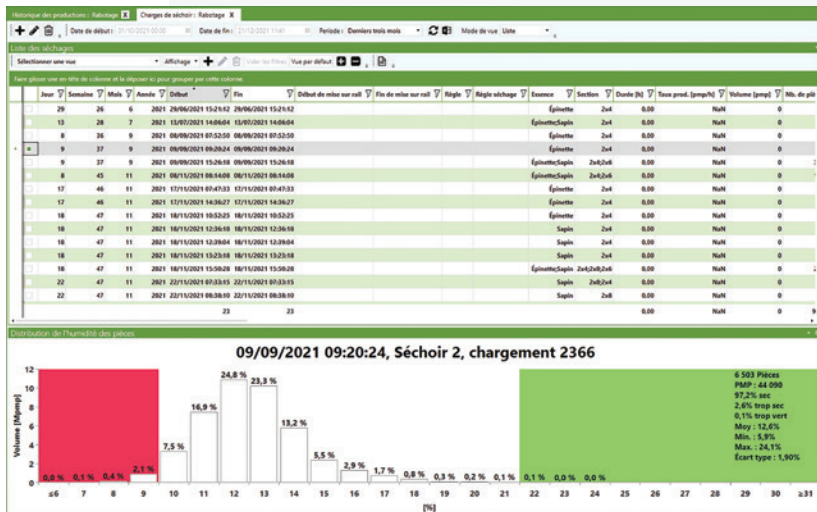 Historique des productions : Rabotage X Charges de séchoir : Rabotage X
Date de début : 01/10/2021 00:00 Date de fin : 21/12/2021 11:41 Periode : Derniers trois mois Mode de vue : Liste
Liste des séchages
Sélectionner une vue Affichage Vider les filtres Vue par défaut
Faire glisser une en-tête de colonne et la déposer ici pour grouper par cette colonne.
Jour Semaine Mois Année Début Fin Début de mise sur rail Fin de mise sur rail Règle Règle séchage Essence Section Durée [h] Taux prod. [pmp/h] Volume [pmp] Nb. de piè
29 26 6 2021 29/06/2021 15:21:12 29/06/2021 15:21:12 Épinette 2x4 0,00 NaN 0
13 28 7 2021 13/07/2021 14:06:04 13/07/2021 14:06:04 Épinette;Sapin 2x4 0,00 NaN 0
8 36 9 2021 08/09/2021 07:52:50 08/09/2021 07:52:50 Épinette 2x4 0,00 NaN 0
9 37 9 2021 09/09/2021 09:20:24 09/09/2021 09:20:24 Épinette 2x4 0,00 NaN 0
9 37 9 2021 09/09/2021 15:26:18 09/09/2021 15:26:18 Épinette;Sapin 2x4;2x6 0,00 NaN 0
8 45 11 2021 08/11/2021 08:14:08 08/11/2021 08:14:08 Épinette;Sapin 2x4;2x6 0,00 NaN 0
17 46 11 2021 17/11/2021 07:47:33 17/11/2021 07:47:33 Épinette 2x4 0,00 NaN 0
17 46 11 2021 17/11/2021 14:36:27 17/11/2021 14:36:27 Épinette 2x4 0,00 NaN 0
18 47 11 2021 18/11/2021 10:52:25 18/11/2021 10:52:25 Épinette 2x4 0,00 NaN 0
18 47 11 2021 18/11/2021 12:36:18 18/11/2021 12:36:18 Sapin 2x4 0,00 NaN 0
18 47 11 2021 18/11/2021 12:39:04 18/11/2021 12:39:04 Sapin 2x4 0,00 NaN 0
18 47 11 2021 18/11/2021 13:23:18 18/11/2021 13:23:18 Sapin 2x4 0,00 NaN 0
18 47 11 2021 18/11/2021 15:50:28 18/11/2021 15:50:28 Épinette;Sapin 2x4;2x8;2x6 0,00 NaN 0
22 47 11 2021 22/11/2021 07:33:15 22/11/2021 07:33:15 Sapin 2x8;2x4 0,00 NaN 0
22 47 11 2021 22/11/2021 08:38:10 22/11/2021 08:38:10 Sapin 2x8 0,00 NaN 0
23 23 0,00 NaN 0 9
Distribution de l'humidité des pièces
09/09/2021 09:20:24, Séchoir 2, chargement 2366
6 503 Pièces
PMP : 44 090
97,2% sec
2,6% trop sec
0,1% trop vert
Moy : 12,6%
Min. : 5,9%
Max. : 24,1%
Écart type : 1,90%
Volume [Mpmp]
12
10
8
6
4
2
0
0,0 % 0,1 % 0,4 % 2,1 % 7,5 % 16,9 % 24,8 % 23,3 % 13,2 % 5,5 % 2,9 % 1,7 % 0,8 % 0,3 % 0,2 % 0,1 % 0,1 % 0,0 % 0,0 %
≤6 7 8 9 10 11 12 13 14 15 16 17 18 19 20 21 22 23 24 25 26 27 28 29 30 ≥31
[%]